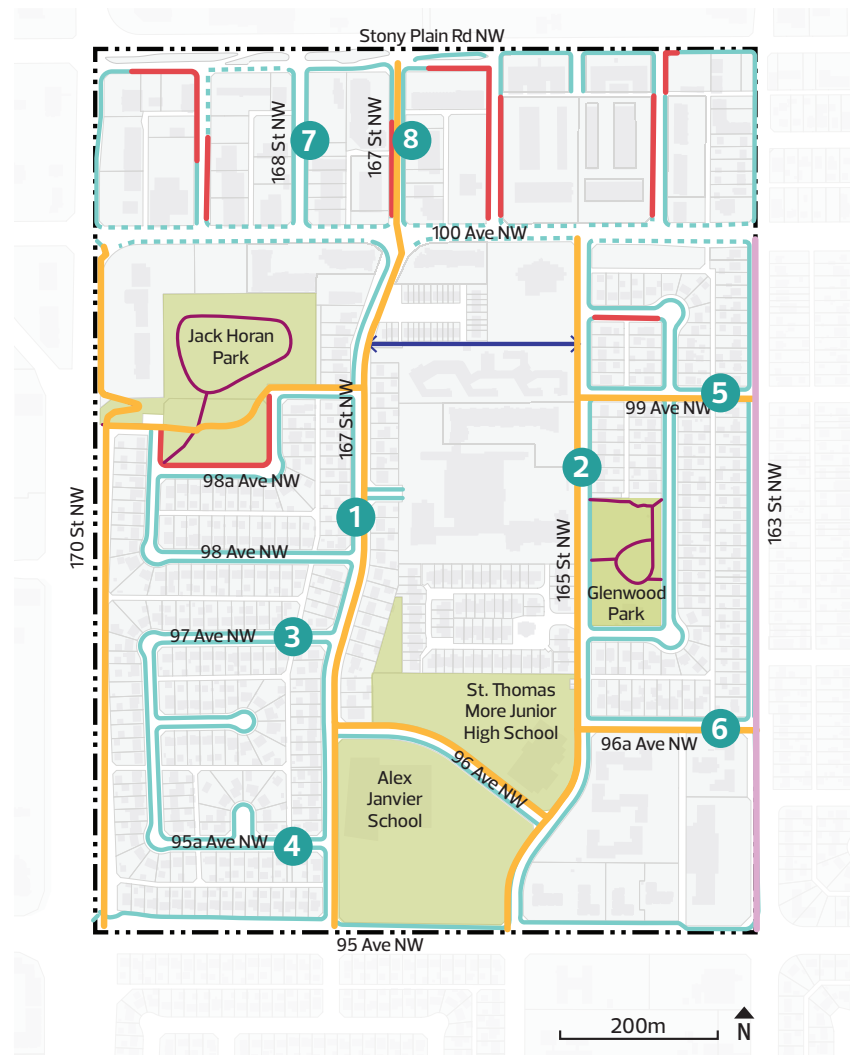 Stony Plain Rd NW
168 St NW
7
167 St NW
8
100 Ave NW
Jack Horan
Park
167 St NW
5
99 Ave NW
2
98a Ave NW
1
170 St NW
163 St NW
98 Ave NW
165 St NW
Glenwood
Park
97 Ave NW
3
St. Thomas
More Junior
High School
6
96a Ave NW
96 Ave NW
Alex
Janvier
School
95a Ave NW
4
95 Ave NW
200m
N